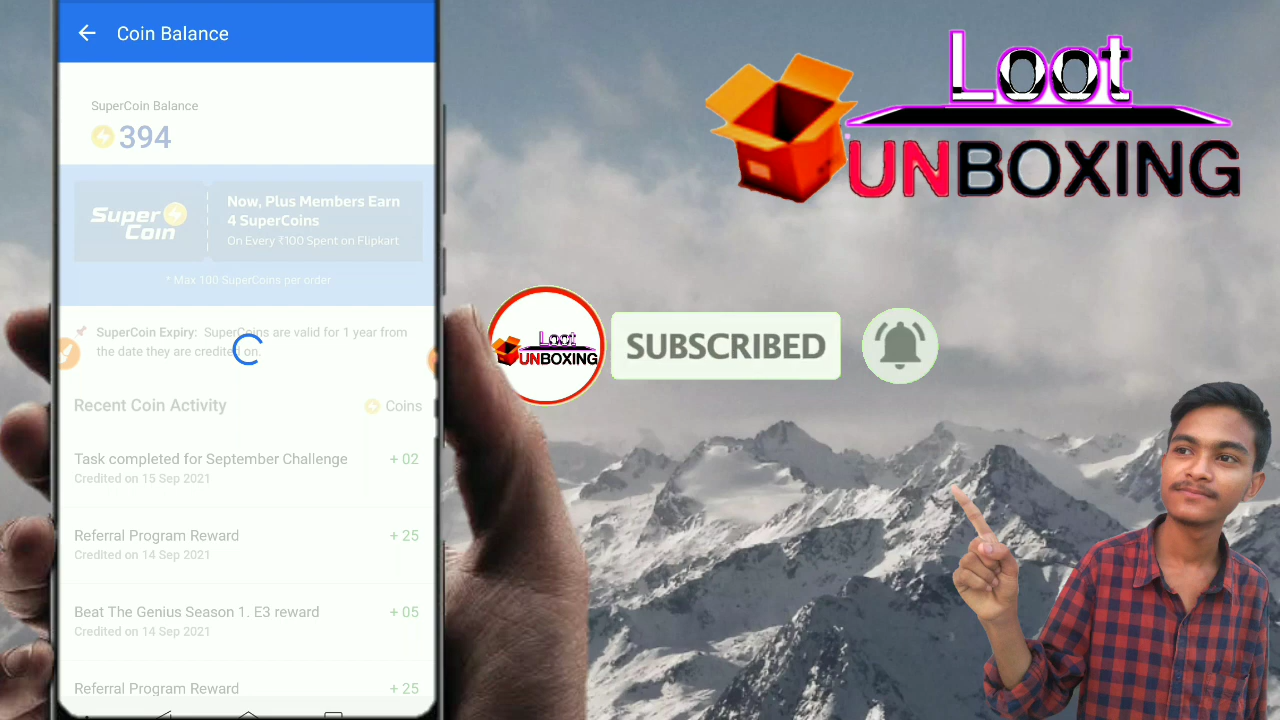 Coin Balance
SuperCoin Balance
394
Super Coin
Now, Plus Members Earn
4 SuperCoins
On Every ₹100 Spent on Flipkart
* Max 100 SuperCoins per order
SuperCoin Expiry: SuperCoins are valid for 1 year from
the date they are credited on.
Recent Coin Activity Coins
Task completed for September Challenge + 02
Credited on 15 Sep 2021
Referral Program Reward + 25
Credited on 14 Sep 2021
Beat The Genius Season 1. E3 reward + 05
Credited on 14 Sep 2021
Referral Program Reward + 25
Loot
UNBOXING
Loot
UNBOXING
SUBSCRIBED